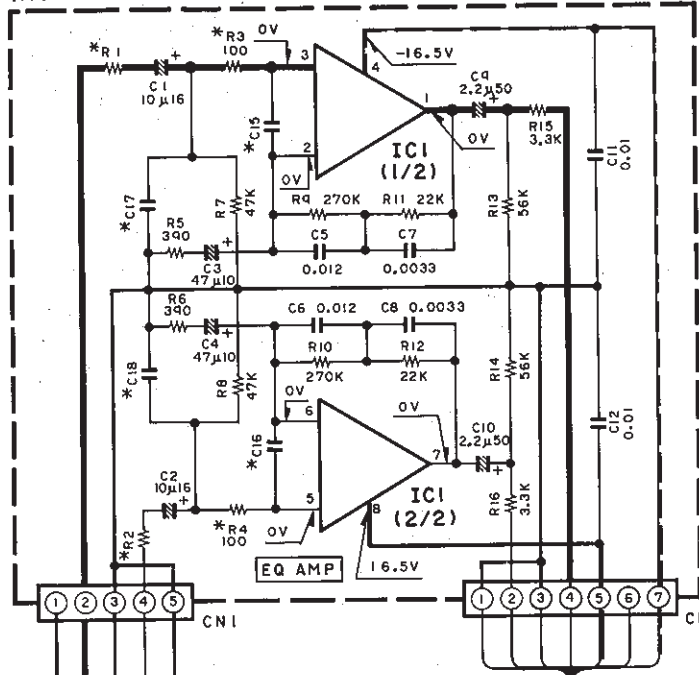 *R1
C1
10μ16
+
*R3
100
0V
3
-16.5V
4
*C15
2
0V
IC1
(1/2)
1
0V
C9
2.2μ50
+
R15
3.3K
C11
0.01
*C17
R5
390
R7
47K
C3
47μ10
+
R9 270K
R11 22K
C5
0.012
C7
0.0033
R13
56K
R6
390
C4
47μ10
+
*C18
R8
47K
C6 0.012
C8 0.0033
R10
270K
R12
22K
R14
56K
C12
0.01
0V
6
*C16
5
0V
7
0V
IC1
(2/2)
8
16.5V
C10
2.2μ50
+
R16
3.3K
C2
10μ16
+
*R2
*R4
100
EQ AMP
1 2 3 4 5
CN1
1 2 3 4 5 6 7